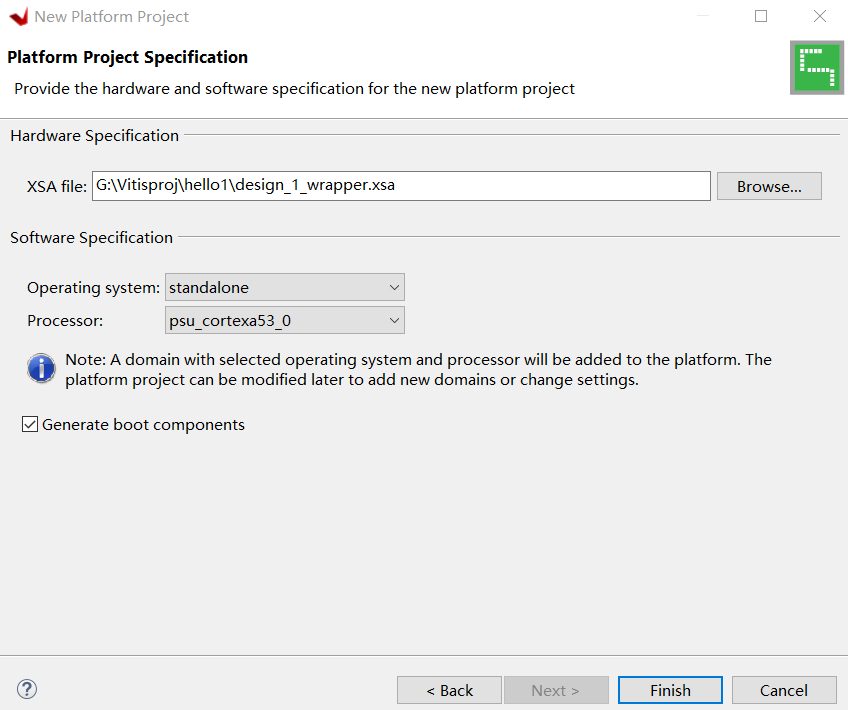 New Platform Project
Platform Project Specification
Provide the hardware and software specification for the new platform project
Hardware Specification
XSA file: G:\Vitisproj\hello1\design_1_wrapper.xsa Browse...
Software Specification
Operating system: standalone
Processor: psu_cortexa53_0
Note: A domain with selected operating system and processor will be added to the platform. The
platform project can be modified later to add new domains or change settings.
Generate boot components
< Back Next > Finish Cancel